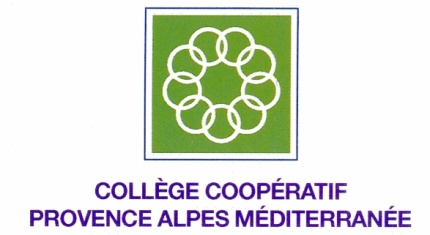 COLLÈGE COOPÉRATIF
PROVENCE ALPES MÉDITERRANÉE